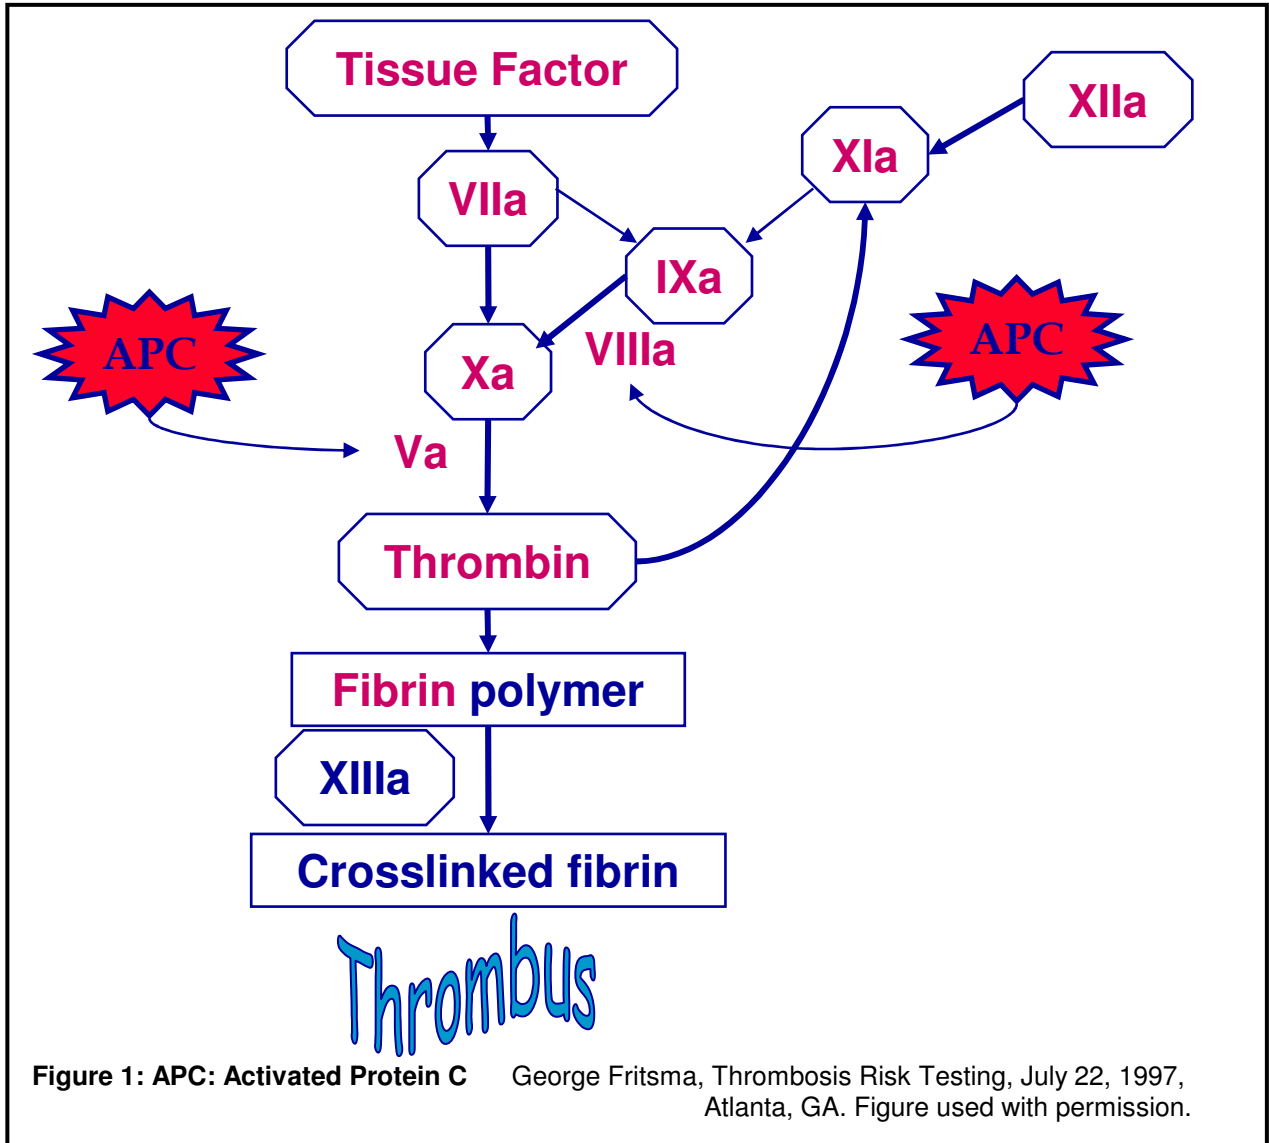 Tissue Factor
XIIa
XIa
VIIa
IXa
APC
APC
VIIIa
Xa
Va
Thrombin
Fibrin polymer
XIIIa
Crosslinked fibrin
Thrombus
Figure 1: APC: Activated Protein C George Fritsma, Thrombosis Risk Testing, July 22, 1997,
Atlanta, GA. Figure used with permission.